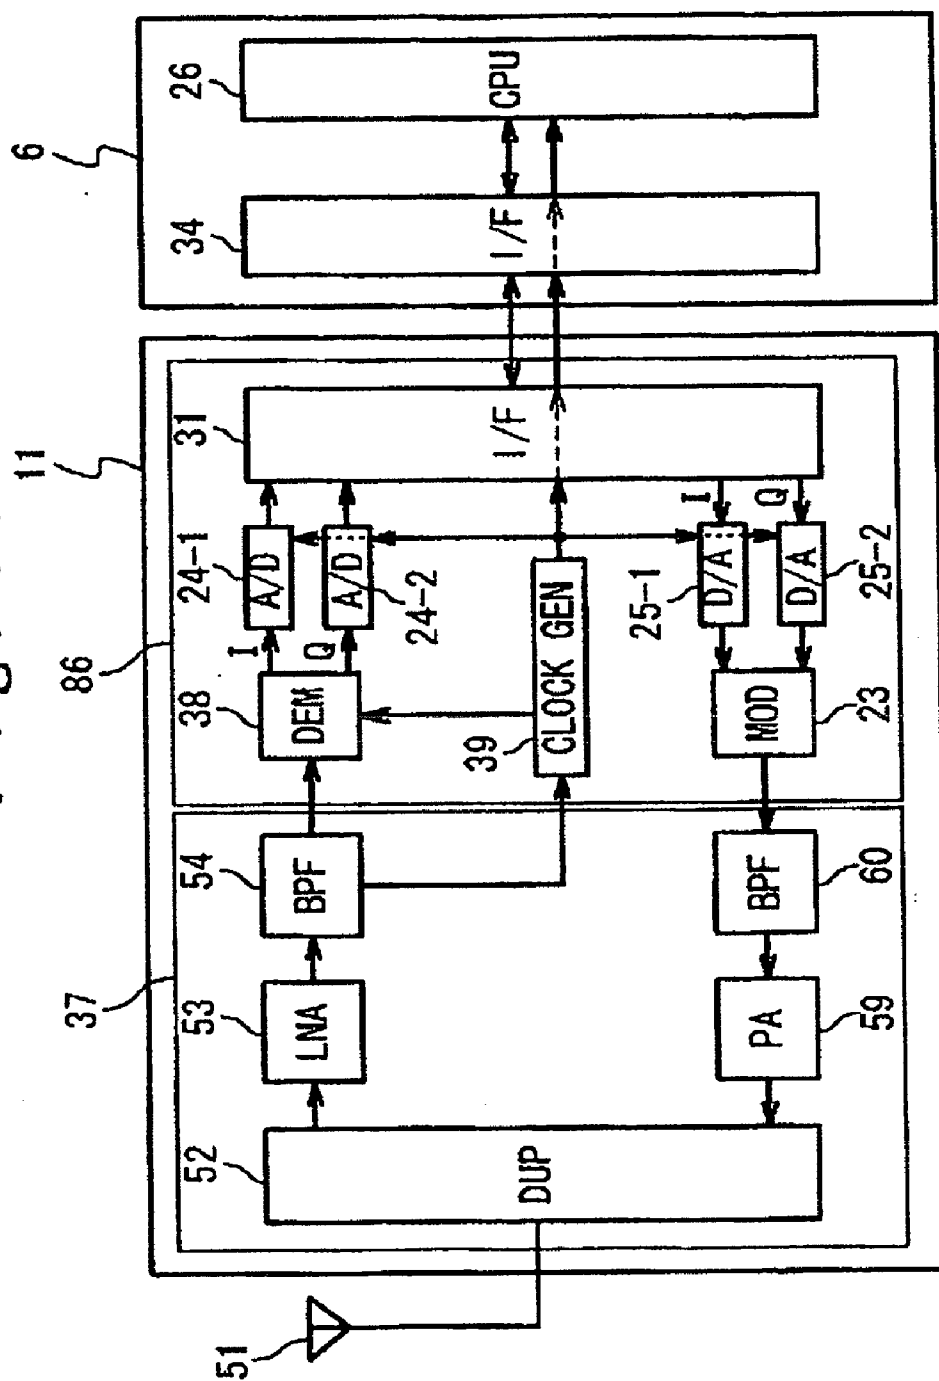 11
6
37
86
52
53
54
38
24-1
31
34
26
DUP
LNA
BPF
DEM
I
Q
A/D
A/D
24-2
I/F
I/F
CPU
39
CLOCK GEN
51
PA
BPF
MOD
D/A
D/A
I
Q
25-1
25-2
59
60
23